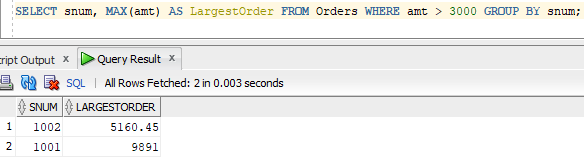 SELECT snum, MAX(amt) AS LargestOrder FROM Orders WHERE amt > 3000 GROUP BY snum;
ript Output x Query Result x
SQL | All Rows Fetched: 2 in 0.003 seconds
SNUM LARGESTORDER
1 1002 5160.45
2 1001 9891